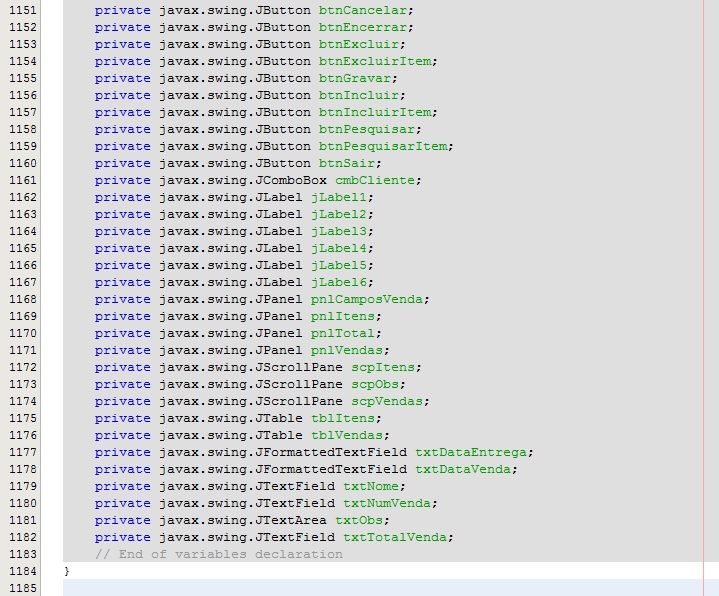 1151 private javax.swing.JButton btnCancelar;
1152 private javax.swing.JButton btnEncerrar;
1153 private javax.swing.JButton btnExcluir;
1154 private javax.swing.JButton btnExcluirItem;
1155 private javax.swing.JButton btnGravar;
1156 private javax.swing.JButton btnIncluir;
1157 private javax.swing.JButton btnIncluirItem;
1158 private javax.swing.JButton btnPesquisar;
1159 private javax.swing.JButton btnPesquisarItem;
1160 private javax.swing.JButton btnSair;
1161 private javax.swing.JComboBox cmbCliente;
1162 private javax.swing.JLabel jLabel1;
1163 private javax.swing.JLabel jLabel2;
1164 private javax.swing.JLabel jLabel3;
1165 private javax.swing.JLabel jLabel4;
1166 private javax.swing.JLabel jLabel5;
1167 private javax.swing.JLabel jLabel6;
1168 private javax.swing.JPanel pnlCamposVenda;
1169 private javax.swing.JPanel pnlItens;
1170 private javax.swing.JPanel pnlTotal;
1171 private javax.swing.JPanel pnlVendas;
1172 private javax.swing.JScrollPane scpItens;
1173 private javax.swing.JScrollPane scpObs;
1174 private javax.swing.JScrollPane scpVendas;
1175 private javax.swing.JTable tblItens;
1176 private javax.swing.JTable tblVendas;
1177 private javax.swing.JFormattedTextField txtDataEntrega;
1178 private javax.swing.JFormattedTextField txtDataVenda;
1179 private javax.swing.JTextField txtNome;
1180 private javax.swing.JTextField txtNumVenda;
1181 private javax.swing.JTextArea txtObs;
1182 private javax.swing.JTextField txtTotalVenda;
1183 // End of variables declaration
1184 }
1185